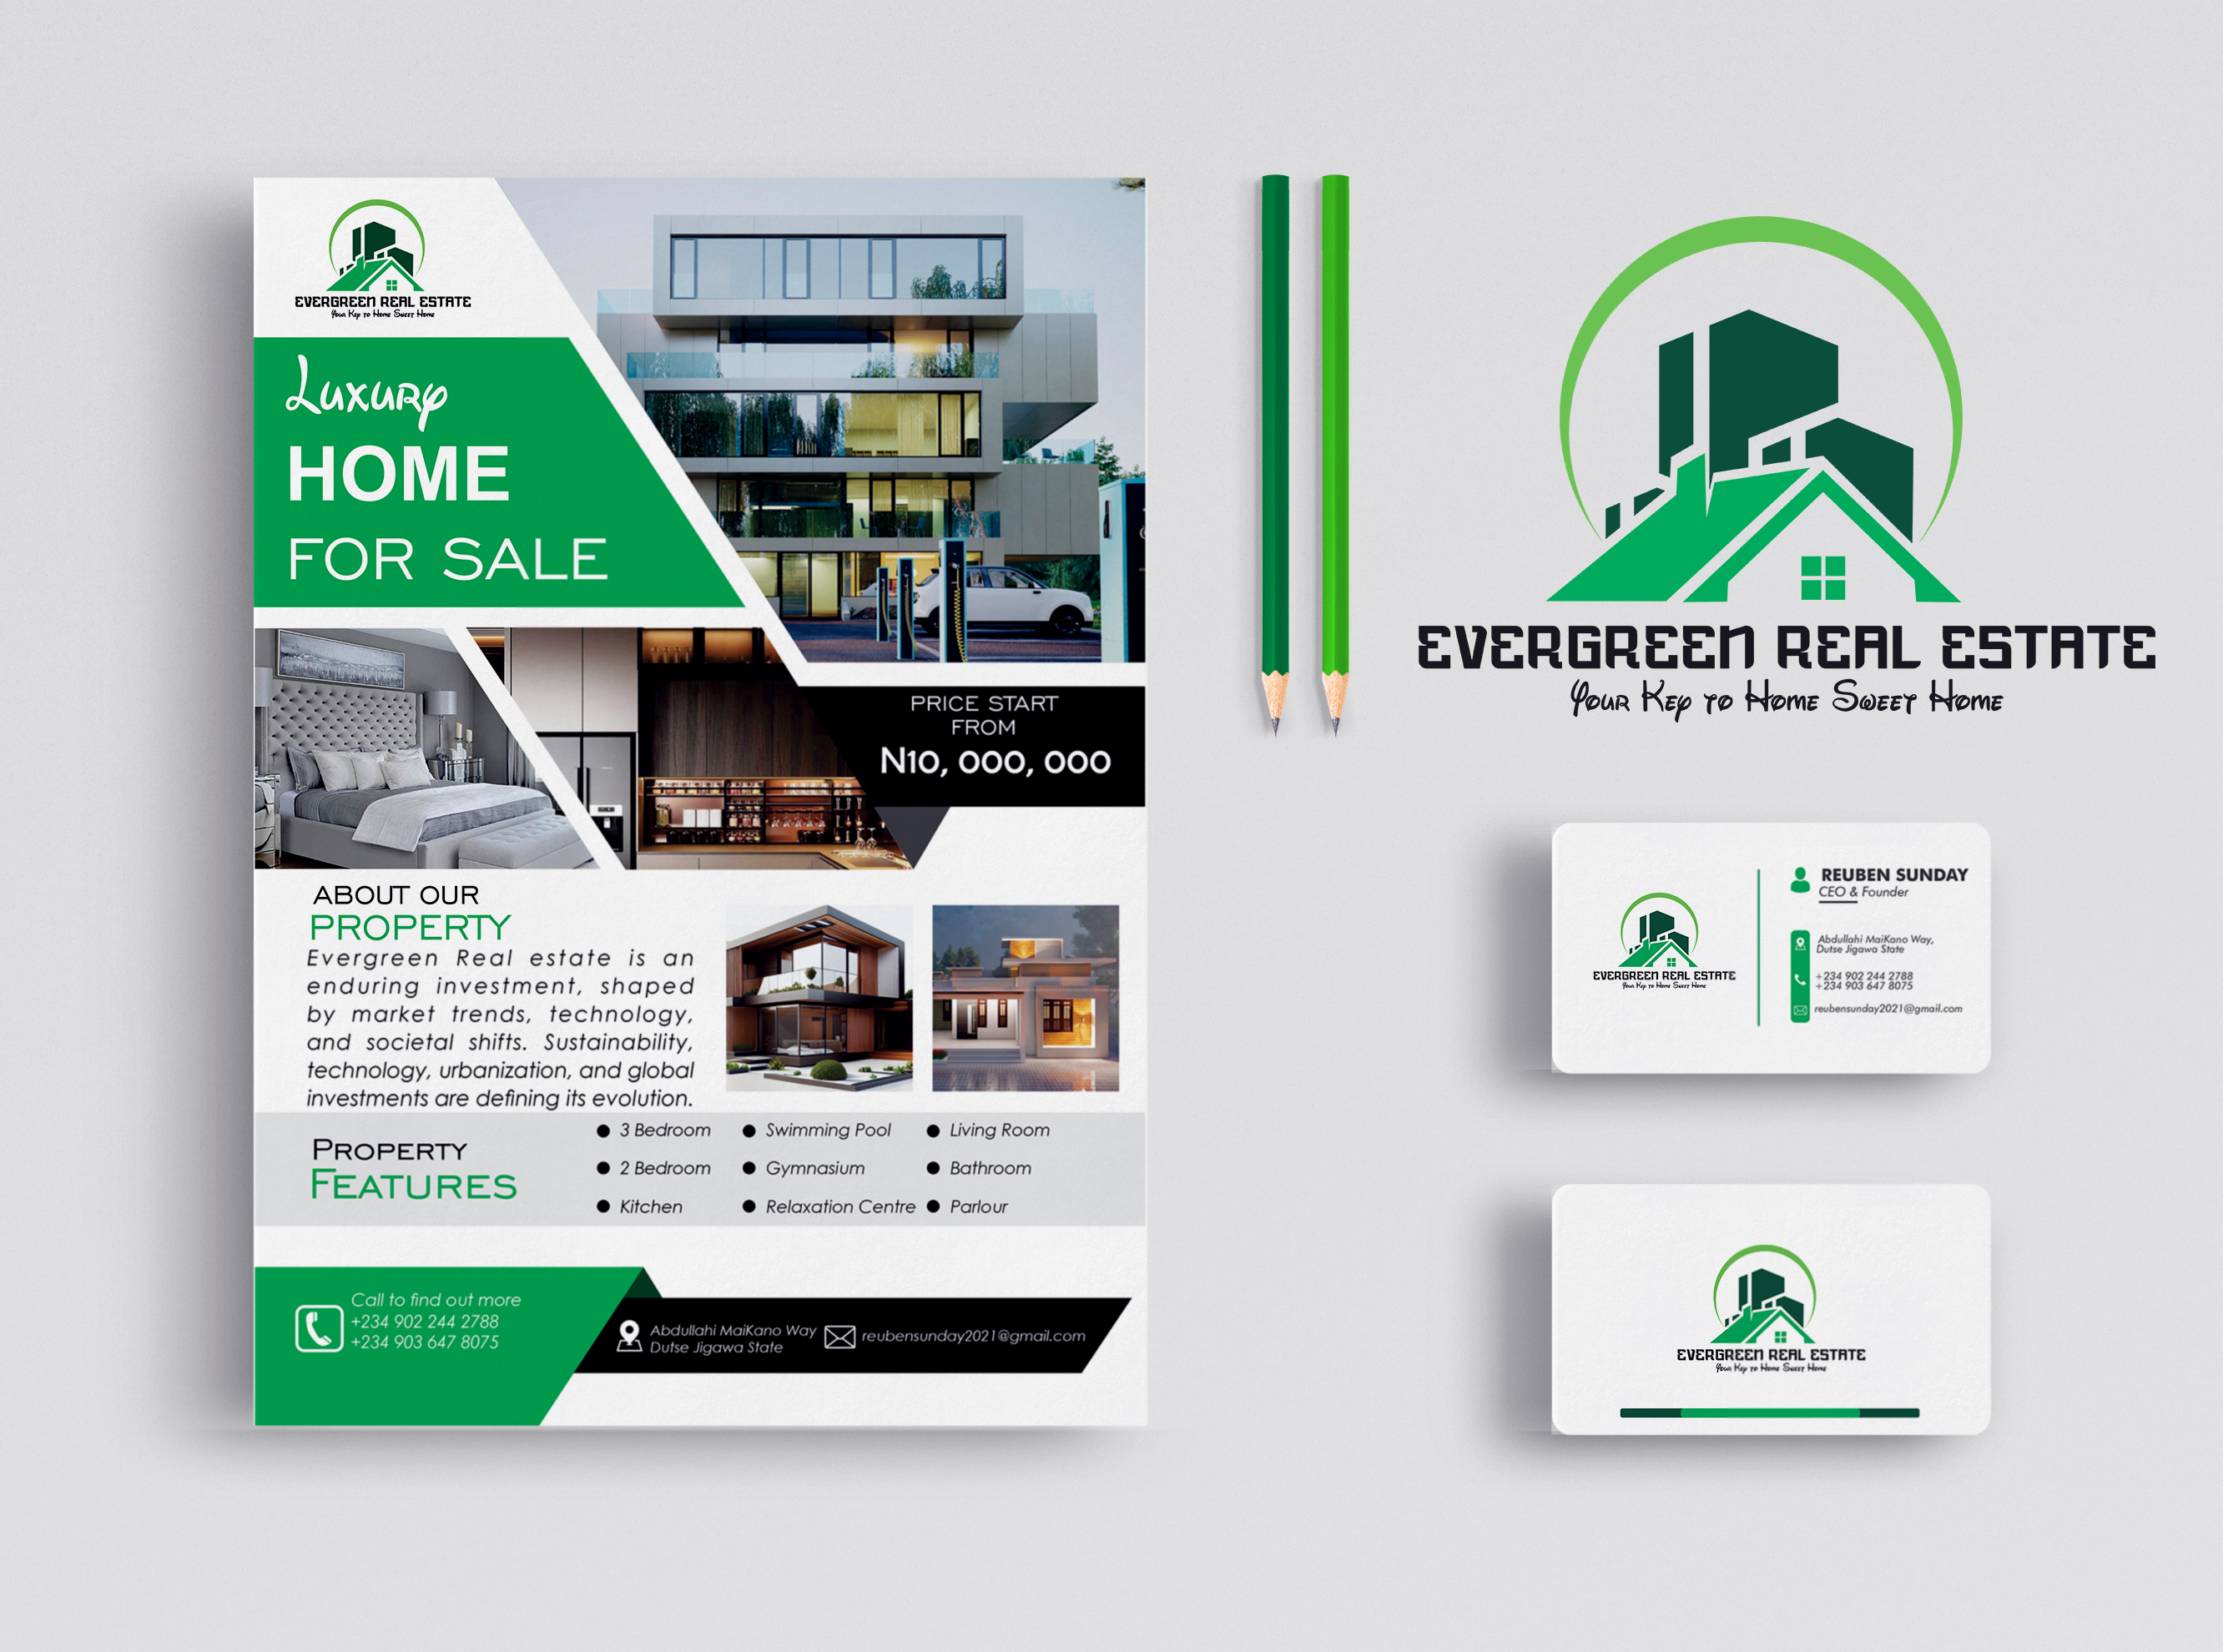 EVERGREEN REAL ESTATE
Your Key to Home Sweet Home
Luxury
HOME
FOR SALE
PRICE START
FROM
N10, 000, 000
ABOUT OUR
PROPERTY
Evergreen Real estate is an
enduring investment, shaped
by market trends, technology,
and societal shifts. Sustainability,
technology, urbanization, and global
investments are defining its evolution.
PROPERTY
FEATURES
3 Bedroom
2 Bedroom
Kitchen
Swimming Pool
Gymnasium
Relaxation Centre
Living Room
Bathroom
Parlour
Call to find out more
+234 902 244 2788
+234 903 647 8075
Abdullahi MaiKano Way
Dutse Jigawa State
reubensunday2021@gmail.com
EVERGREEN REAL ESTATE
Your Key to Home Sweet Home
EVERGREEN REAL ESTATE
Your Key to Home Sweet Home
REUBEN SUNDAY
CEO & Founder
Abdullahi MaiKano Way,
Dutse Jigawa State
+234 902 244 2788
+234 903 647 8075
reubensunday2021@gmail.com
EVERGREEN REAL ESTATE
Your Key to Home Sweet Home